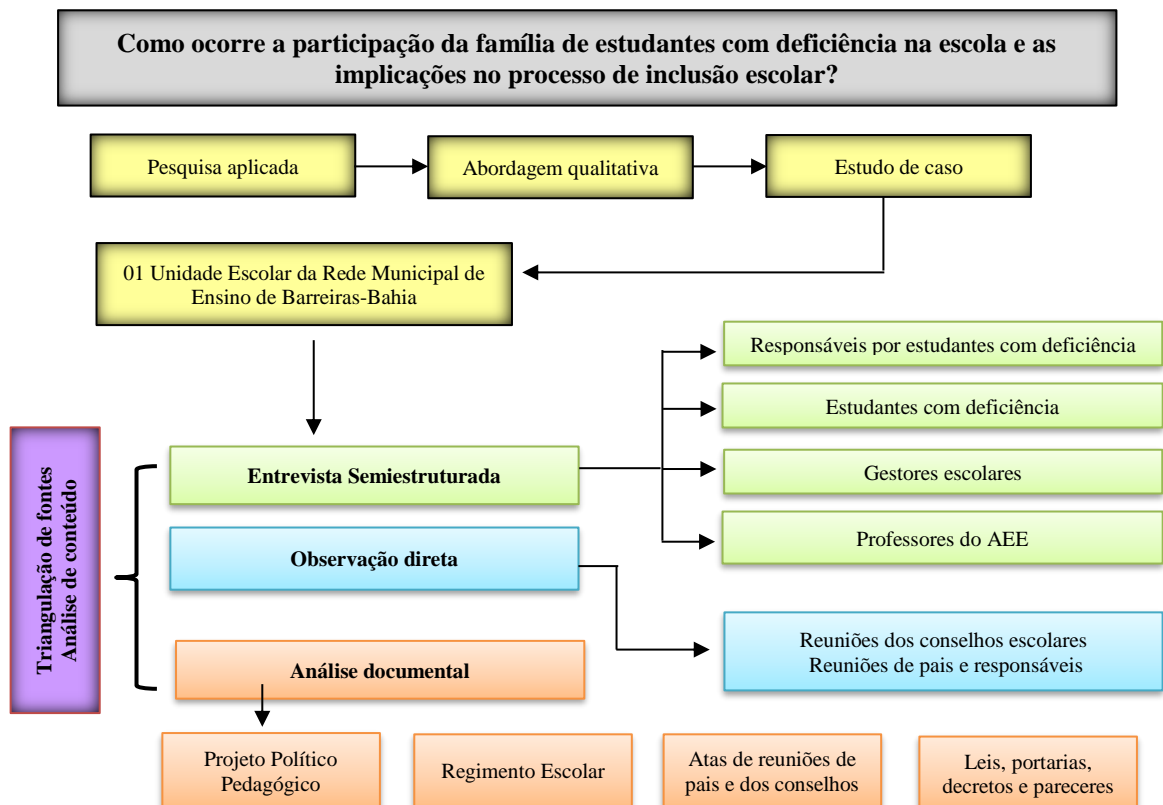 Como ocorre a participação da família de estudantes com deficiência na escola e as
implicações no processo de inclusão escolar?
Pesquisa aplicada
Abordagem qualitativa
Estudo de caso
01 Unidade Escolar da Rede Municipal de
Ensino de Barreiras-Bahia
Triangulação de fontes
Análise de conteúdo
Entrevista Semiestruturada
Responsáveis por estudantes com deficiência
Estudantes com deficiência
Gestores escolares
Professores do AEE
Observação direta
Reuniões dos conselhos escolares
Reuniões de pais e responsáveis
Análise documental
Projeto Político
Pedagógico
Regimento Escolar
Atas de reuniões de
pais e dos conselhos
Leis, portarias,
decretos e pareceres